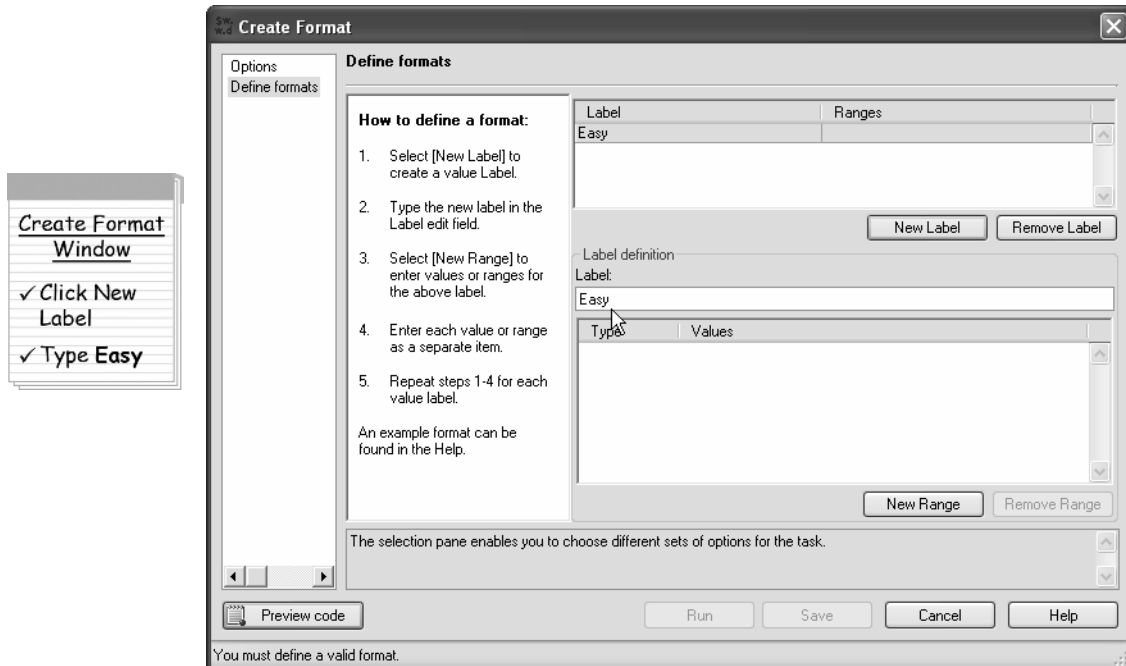 Create Format
Window
✓ Click New
Label
✓ Type Easy
Create Format
Options
Define formats
Define formats
How to define a format:
1. Select [New Label] to
create a value Label.
2. Type the new label in the
Label edit field.
3. Select [New Range] to
enter values or ranges for
the above label.
4. Enter each value or range
as a separate item.
5. Repeat steps 1-4 for each
value label.
An example format can be
found in the Help.
Label Ranges
Easy
New Label Remove Label
Label definition
Label:
Easy
Type Values
New Range Remove Range
The selection pane enables you to choose different sets of options for the task.
Preview code Run Save Cancel Help
You must define a valid format.